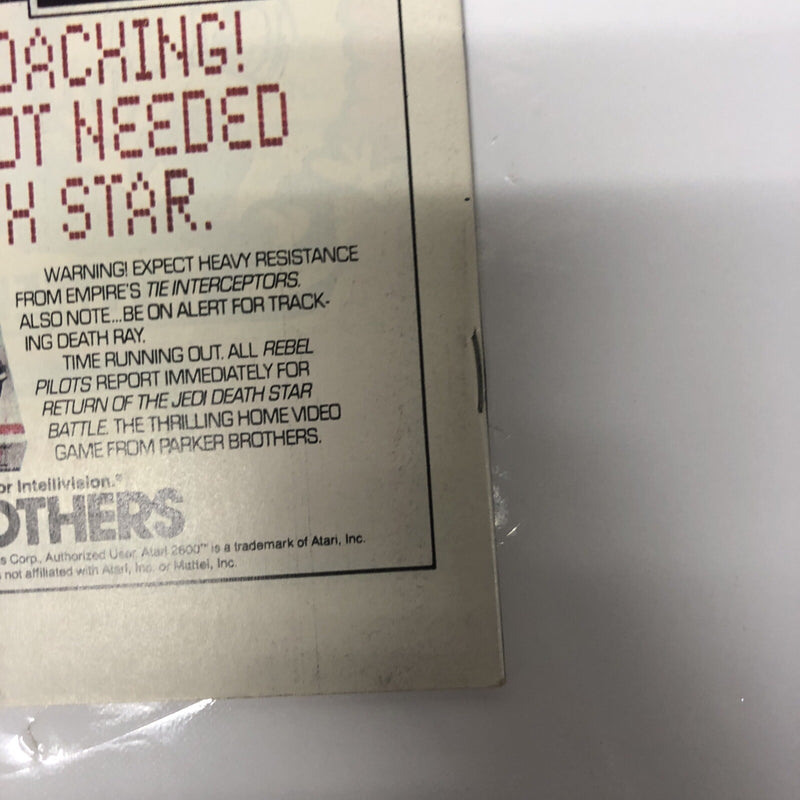 OACHING!
OT NEEDED
H STAR.
WARNING! EXPECT HEAVY RESISTANCE
FROM EMPIRE'S TIE INTERCEPTORS.
ALSO NOTE...BE ON ALERT FOR TRACK-
ING DEATH RAY.
TIME RUNNING OUT. ALL REBEL
PILOTS REPORT IMMEDIATELY FOR
RETURN OF THE JEDI DEATH STAR
BATTLE. THE THRILLING HOME VIDEO
GAME FROM PARKER BROTHERS.
or Intellivision.®
OTHERS
s Corp., Authorized User. Atari 2600™ is a trademark of Atari, Inc.
not affiliated with Atari, Inc. or Mattel, Inc.